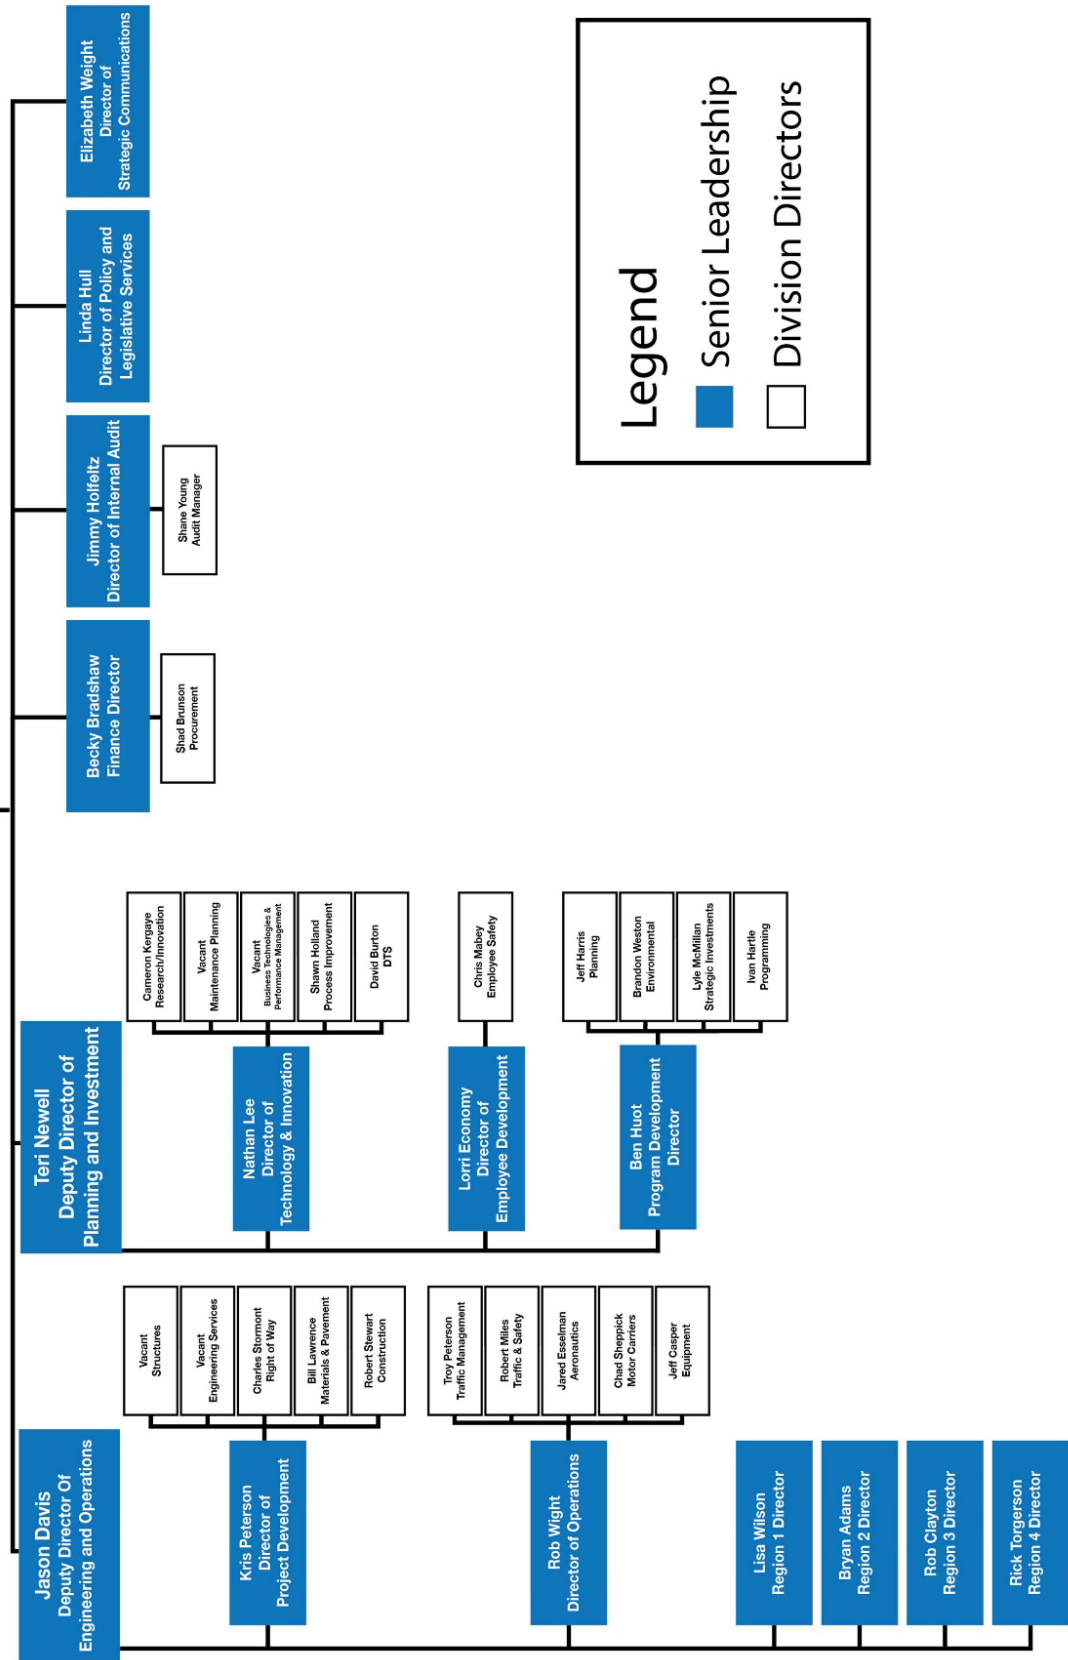 Jason Davis
Deputy Director Of
Engineering and Operations
Kris Peterson
Director of
Project Development
Vacant
Structures
Vacant
Engineering Services
Charles Stormont
Right of Way
Bill Lawrence
Materials & Pavement
Robert Stewart
Construction
Rob Wight
Director of Operations
Troy Peterson
Traffic Management
Robert Miles
Traffic & Safety
Jared Esselman
Aeronautics
Chad Sheppick
Motor Carriers
Jeff Casper
Equipment
Lisa Wilson
Region 1 Director
Bryan Adams
Region 2 Director
Rob Clayton
Region 3 Director
Rick Torgerson
Region 4 Director
Teri Newell
Deputy Director of
Planning and Investment
Nathan Lee
Director of
Technology & Innovation
Cameron Kergaye
Research/Innovation
Vacant
Maintenance Planning
Vacant
Business Technologies &
Performance Management
Shawn Holland
Process Improvement
David Burton
DTS
Lorri Economy
Director of
Employee Development
Chris Mabey
Employee Safety
Ben Huot
Program Development
Director
Jeff Harris
Planning
Brandon Weston
Environmental
Lyle McMillan
Strategic Investments
Ivan Hartle
Programming
Becky Bradshaw
Finance Director
Shad Brunson
Procurement
Jimmy Holfeltz
Director of Internal Audit
Shane Young
Audit Manager
Linda Hull
Director of Policy and
Legislative Services
Elizabeth Weight
Director of
Strategic Communications
Legend
Senior Leadership
Division Directors